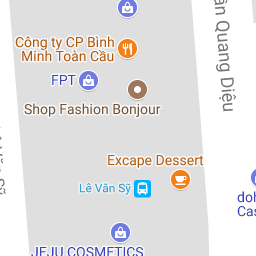 Công ty CP Bình
Minh Toàn Cầu
FPT
Shop Fashion Bonjour
Excape Dessert
Lê Văn Sỹ
JEJU COSMETICS
Quang Diệu
doh
Cas
Sỹ